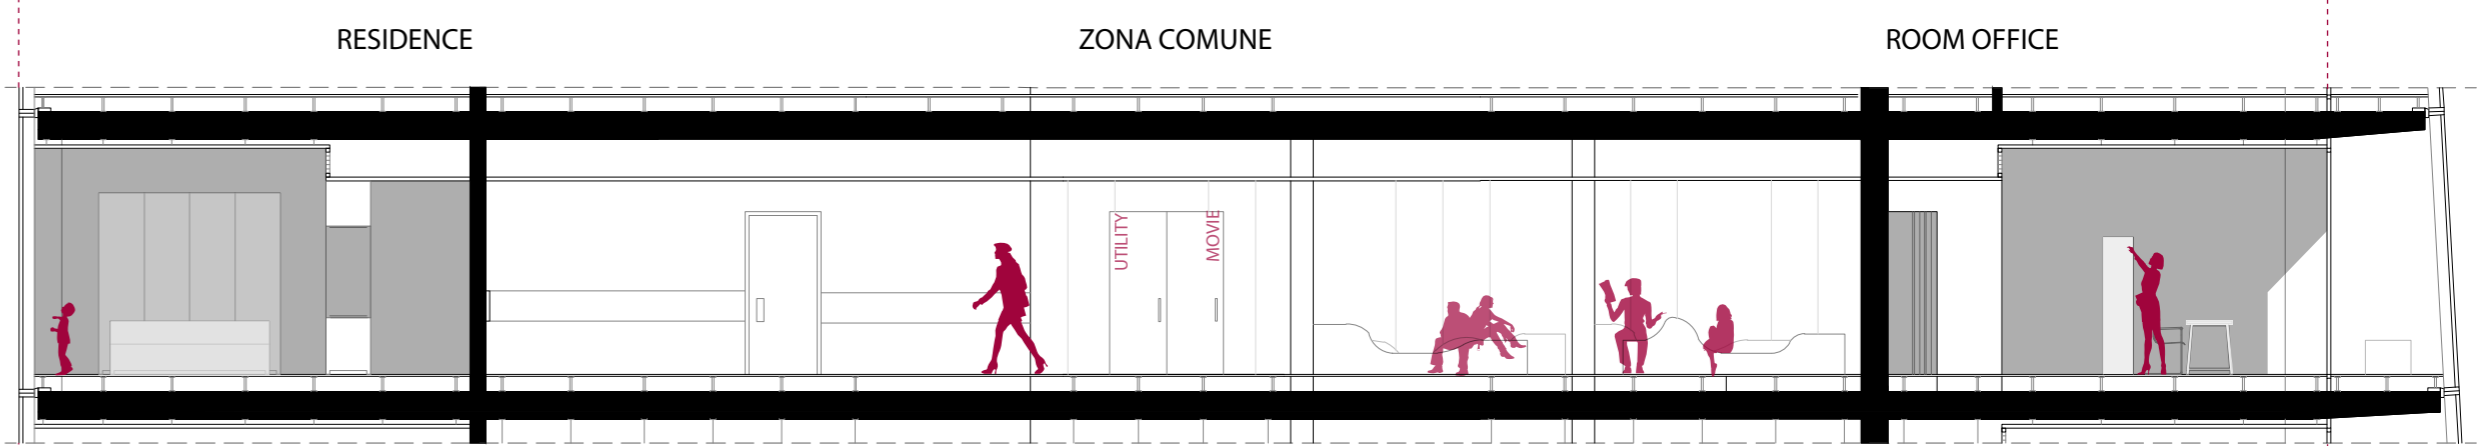 RESIDENCE
ZONA COMUNE
ROOM OFFICE
UTILITY
MOVIE